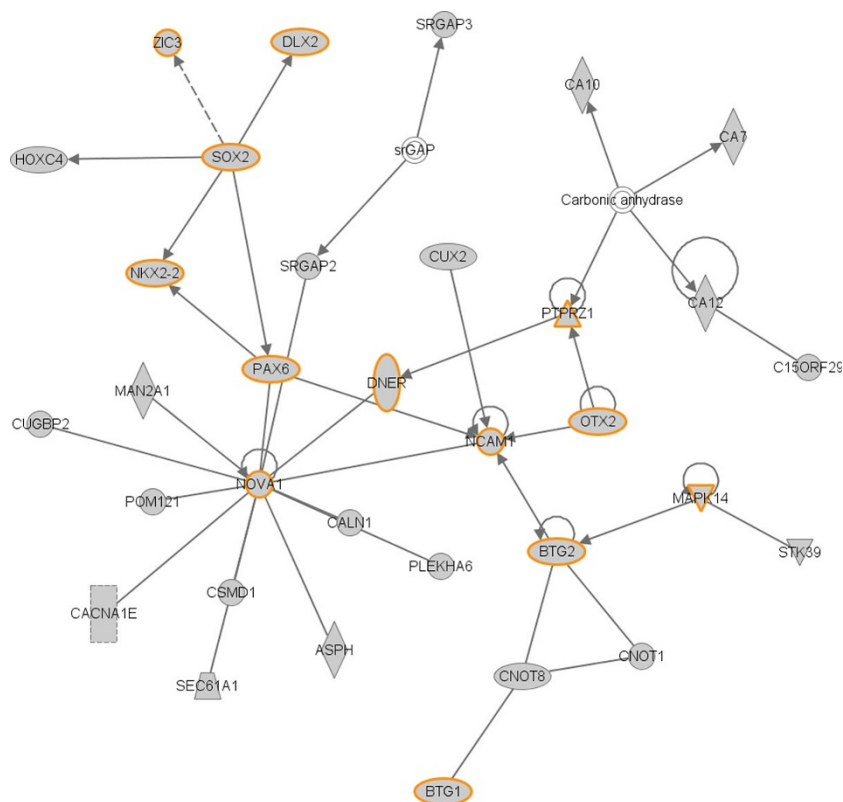 SRGAP3
ZIC3
DLX2
CA10
CA7
srGAP
HOXC4
SOX2
Carbonic anhydrase
CUX2
SRGAP2
NKX2-2
CA12
PTPRZ1
PAX6
C15ORF29
DNER
MAN2A1
CUGBP2
OTX2
NCAM1
NOVA1
MAPK14
POM121
CALN1
BTG2
STK39
PLEKHA6
CSMD1
CACNA1E
ASPH
CNOT1
CNOT8
SEC61A1
BTG1